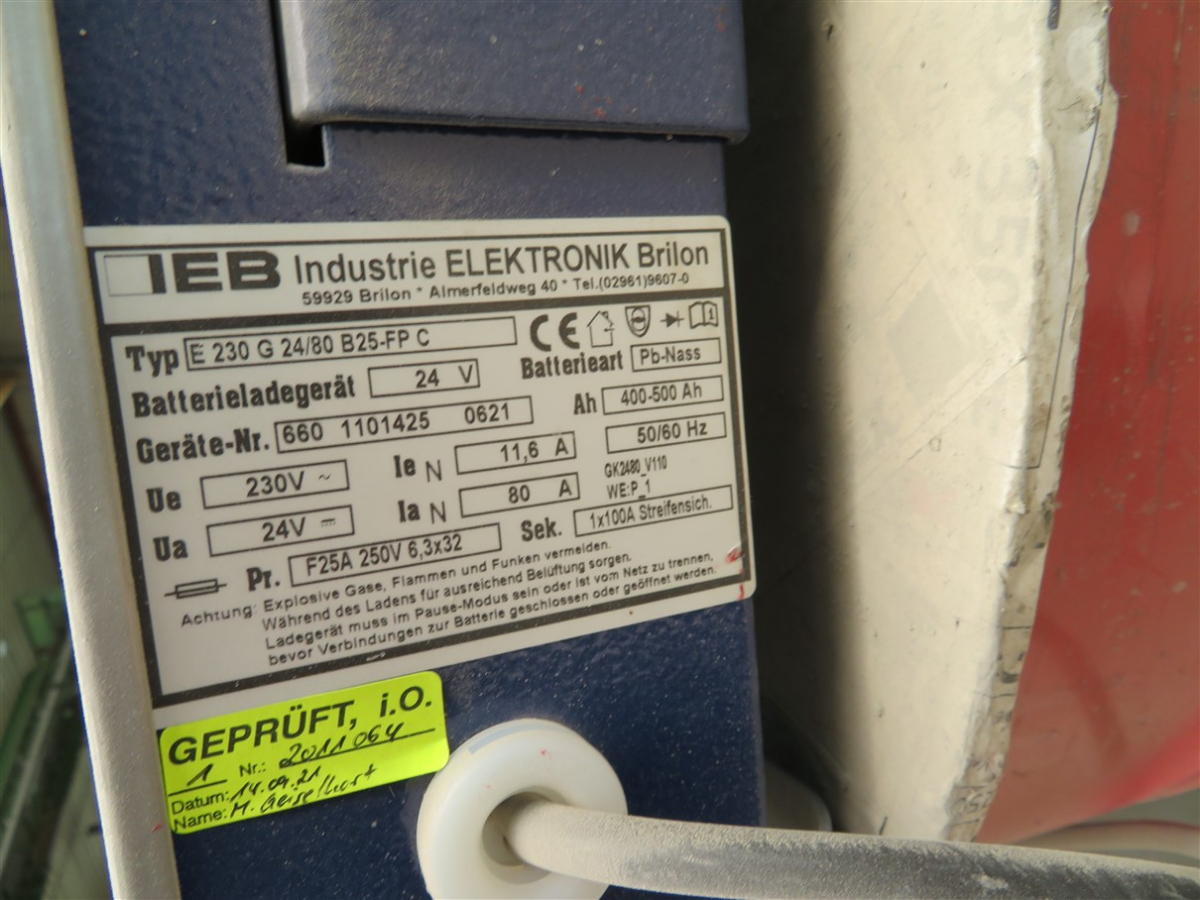 IEB Industrie ELEKTRONIK Brilon
59929 Brilon * Almerfeldweg 40 * Tel.(02961)9607-0
Typ E 230 G 24/80 B25-FP C CE 1
Batterieladegerät 24 V Batterieart Pb-Nass
Geräte-Nr. 660 1101425 0621 Ah 400-500 Ah
Ue 230V ~ Ie N 11,6 A 50/60 Hz
Ua 24V Ia N 80 A GK2480_V110
WE:P_1
Pr. F25A 250V 6,3x32 Sek. 1x100A Streifensich.
Achtung: Explosive Gase, Flammen und Funken vermeiden.
Während des Ladens für ausreichend Belüftung sorgen.
Ladegerät muss im Pause-Modus sein oder ist vom Netz zu trennen,
bevor Verbindungen zur Batterie geschlossen oder geöffnet werden.
GEPRÜFT, i.O.
1 Nr.: 2011064
Datum: 14.09.21
Name: M. Geiselhart